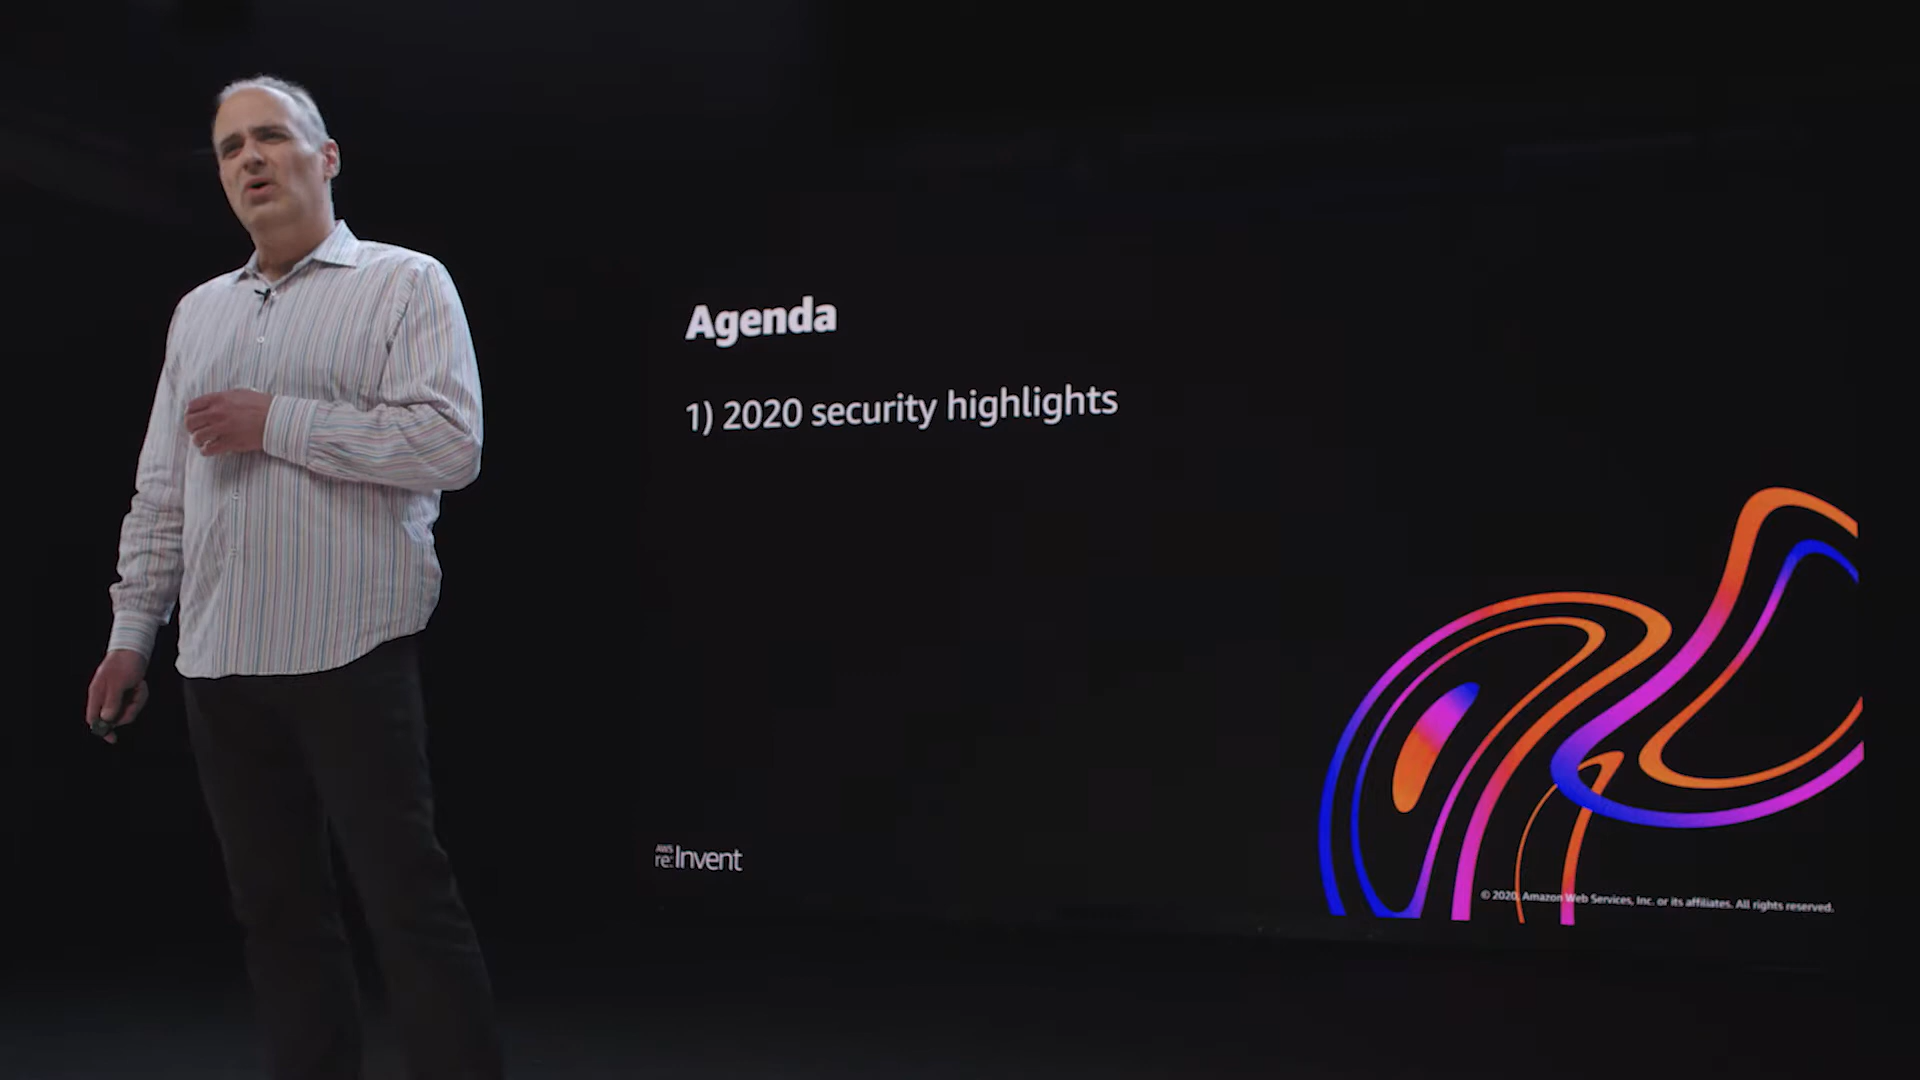 Agenda
1) 2020 security highlights
AWS
re:Invent
© 2020, Amazon Web Services, Inc. or its affiliates. All rights reserved.